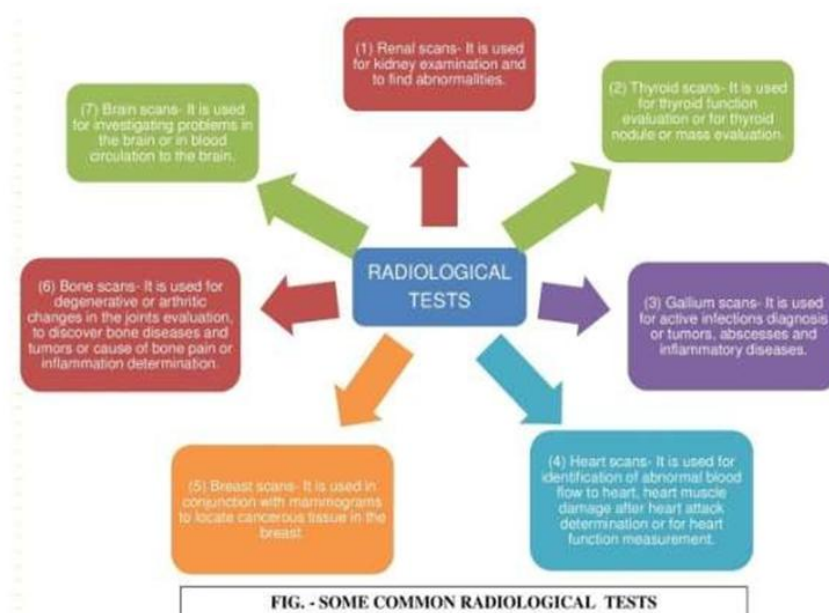 (1) Renal scans- It is used
for kidney examination and
to find abnormalities.
(2) Thyroid scans- It is used
for thyroid function
evaluation or for thyroid
nodule or mass evaluation.
(7) Brain scans- It is used
for investigating problems in
the brain or in blood
circulation to the brain.
RADIOLOGICAL
TESTS
(6) Bone scans- It is used for
degenerative or arthritic
changes in the joints evaluation,
to discover bone diseases and
tumors or cause of bone pain or
inflammation determination.
(3) Gallium scans- It is used
for active infections diagnosis
or tumors, abscesses and
inflammatory diseases.
(5) Breast scans- It is used in
conjunction with mammograms
to locate cancerous tissue in the
breast.
(4) Heart scans- It is used for
identification of abnormal blood
flow to heart, heart muscle
damage after heart attack
determination or for heart
function measurement.
FIG. - SOME COMMON RADIOLOGICAL TESTS